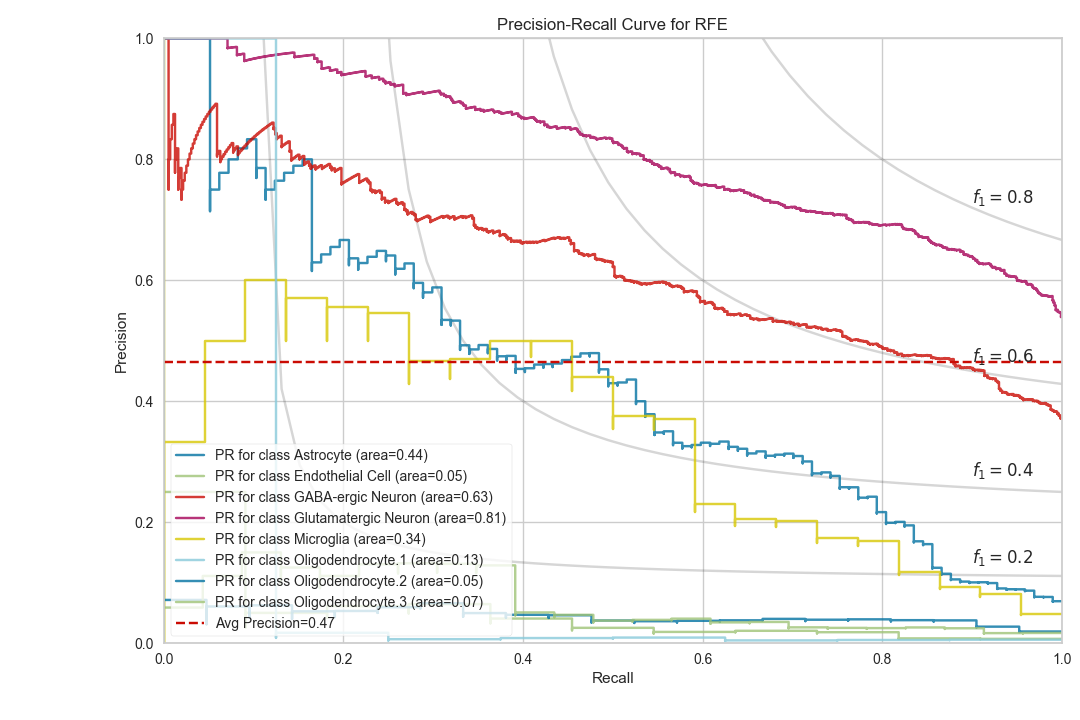 Precision-Recall Curve for RFE
1.0
0.8
0.6
0.4
0.2
0.0
Precision
f1 = 0.8
f1 = 0.6
f1 = 0.4
f1 = 0.2
PR for class Astrocyte (area=0.44)
PR for class Endothelial Cell (area=0.05)
PR for class GABA-ergic Neuron (area=0.63)
PR for class Glutamatergic Neuron (area=0.81)
PR for class Microglia (area=0.34)
PR for class Oligodendrocyte.1 (area=0.13)
PR for class Oligodendrocyte.2 (area=0.05)
PR for class Oligodendrocyte.3 (area=0.07)
Avg Precision=0.47
0.0 0.2 0.4 0.6 0.8 1.0
Recall